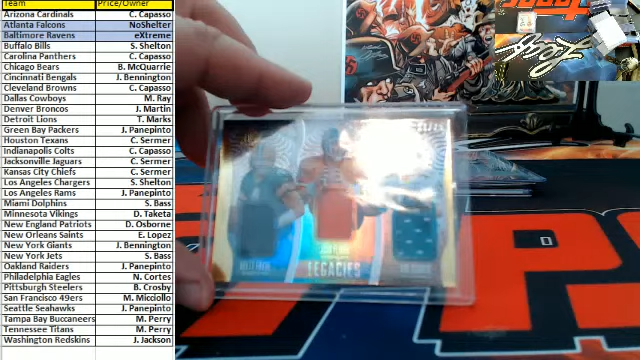 Team Price/Owner
Arizona Cardinals C. Capasso
Atlanta Falcons NoShelter
Baltimore Ravens eXtreme
Buffalo Bills S. Shelton
Carolina Panthers C. Capasso
Chicago Bears B. McQuarrie
Cincinnati Bengals J. Bennington
Cleveland Browns C. Capasso
Dallas Cowboys M. Ray
Denver Broncos J. Martin
Detroit Lions T. Marks
Green Bay Packers J. Panepinto
Houston Texans C. Sermer
Indianapolis Colts C. Capasso
Jacksonville Jaguars C. Sermer
Kansas City Chiefs C. Sermer
Los Angeles Chargers S. Shelton
Los Angeles Rams J. Panepinto
Miami Dolphins S. Bass
Minnesota Vikings D. Taketa
New England Patriots D. Osborne
New Orleans Saints E. Lopez
New York Giants J. Bennington
New York Jets S. Bass
Oakland Raiders J. Panepinto
Philadelphia Eagles N. Cortes
Pittsburgh Steelers B. Crosby
San Francisco 49ers M. Micciollo
Seattle Seahawks J. Panepinto
Tampa Bay Buccaneers M. Perry
Tennessee Titans M. Perry
Washington Redskins J. Jackson
LEGACIES